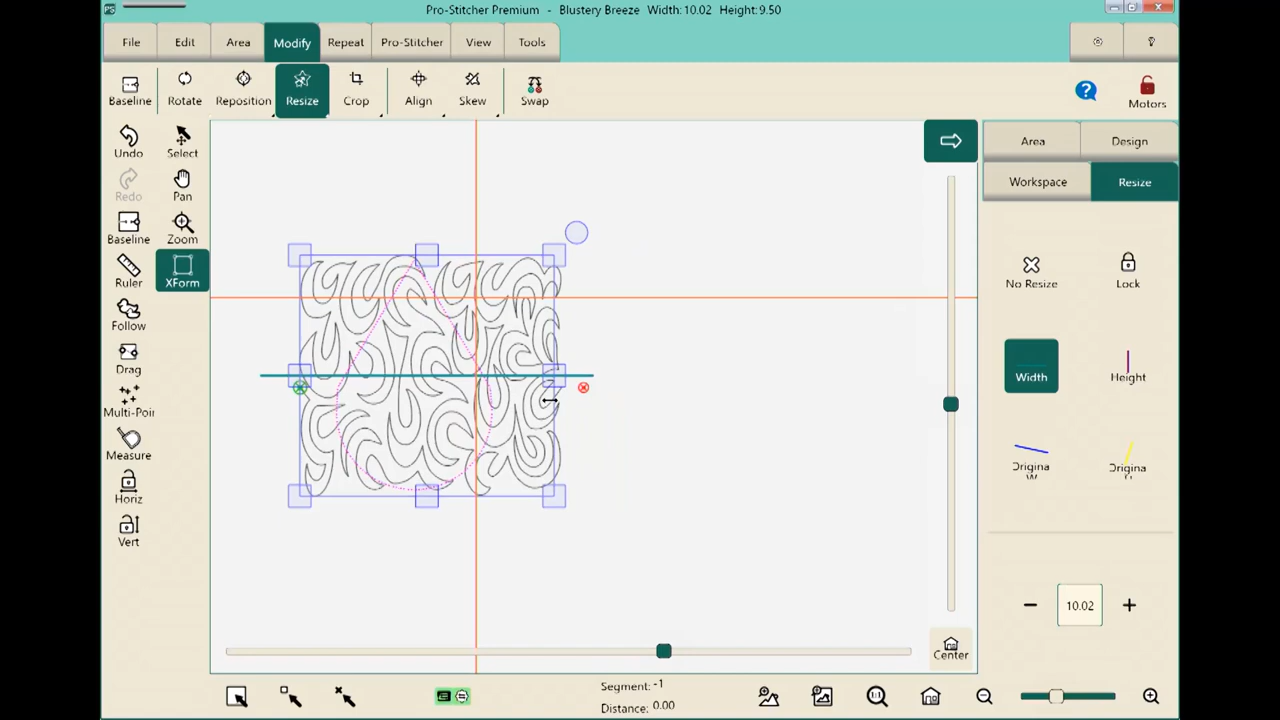 Pro-Stitcher Premium - Blustery Breeze Width:10.02 Height:9.50
File Edit Area Modify Repeat Pro-Stitcher View Tools
Baseline Rotate Reposition Resize Crop Align Skew Swap ? Motors
Undo Select
Redo Pan
Baseline Zoom
Ruler XForm
Follow
Drag
Multi-Poi
Measure
Horiz
Vert
Area Design
Workspace Resize
No Resize Lock
Width Height
Origina
W
Origina
- 10.02 +
Center
Segment: -1
Distance: 0.00